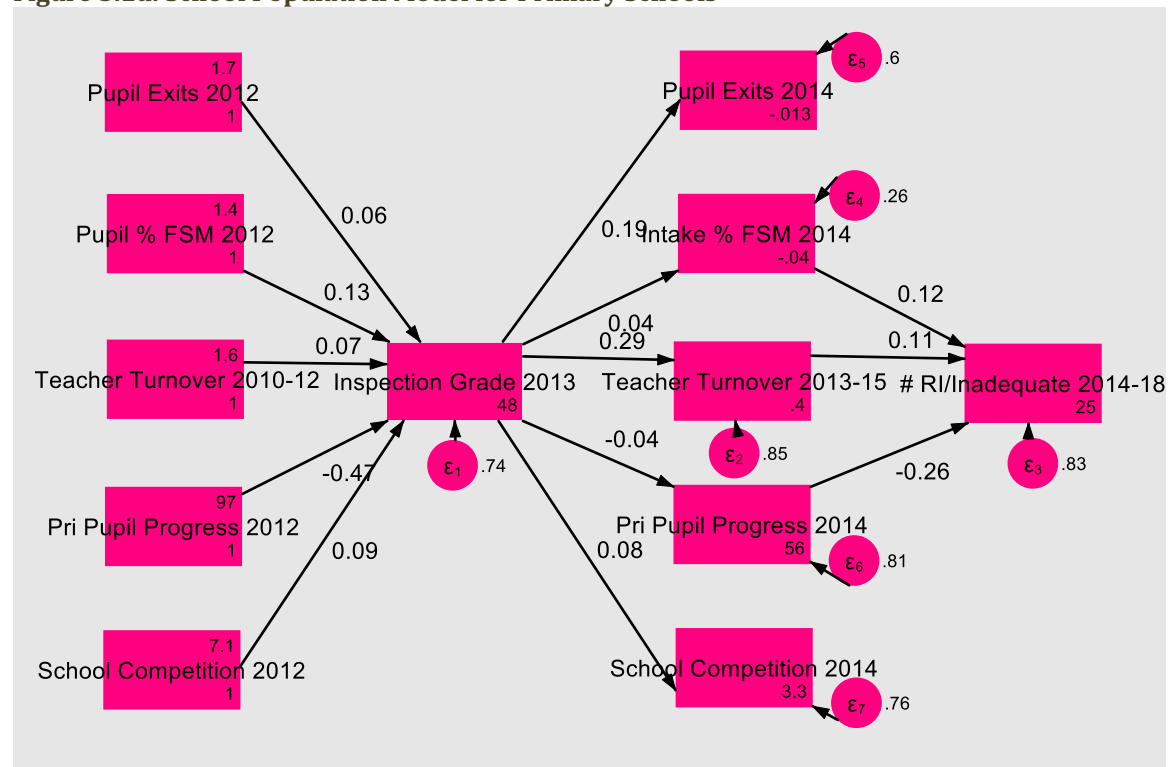 1.7
Pupil Exits 2012
1
1.4
Pupil % FSM 2012
1
1.6
Teacher Turnover 2010-12
1
97
Pri Pupil Progress 2012
1
7.1
School Competition 2012
1
0.06
0.13
0.07
-0.47
0.09
Inspection Grade 2013
48
ε1
.74
0.19
0.04
0.29
-0.04
0.08
Pupil Exits 2014
-.013
ε5
.6
Intake % FSM 2014
-.04
ε4
.26
Teacher Turnover 2013-15
.4
ε2
.85
Pri Pupil Progress 2014
56
ε6
.81
School Competition 2014
3.3
ε7
.76
0.12
0.11
-0.26
# RI/Inadequate 2014-18
25
ε3
.83